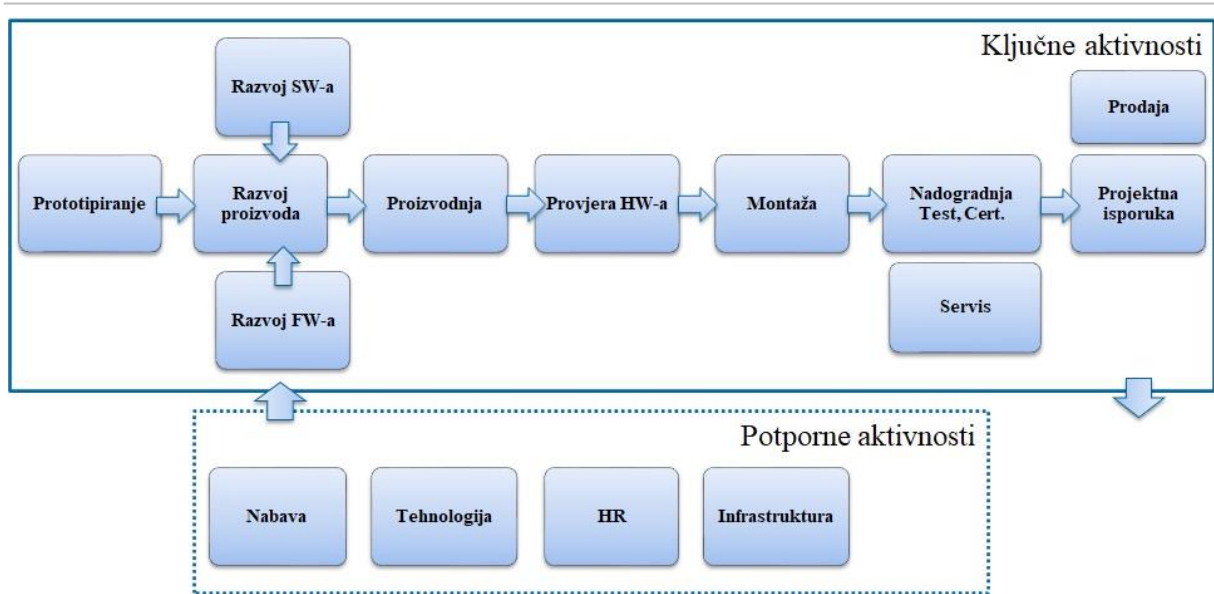 Ključne aktivnosti
Razvoj SW-a
Prodaja
Prototipiranje
Razvoj
proizvoda
Proizvodnja
Provjera HW-a
Montaža
Nadogradnja
Test, Cert.
Projektna
isporuka
Razvoj FW-a
Servis
Potporne aktivnosti
Nabava
Tehnologija
HR
Infrastruktura